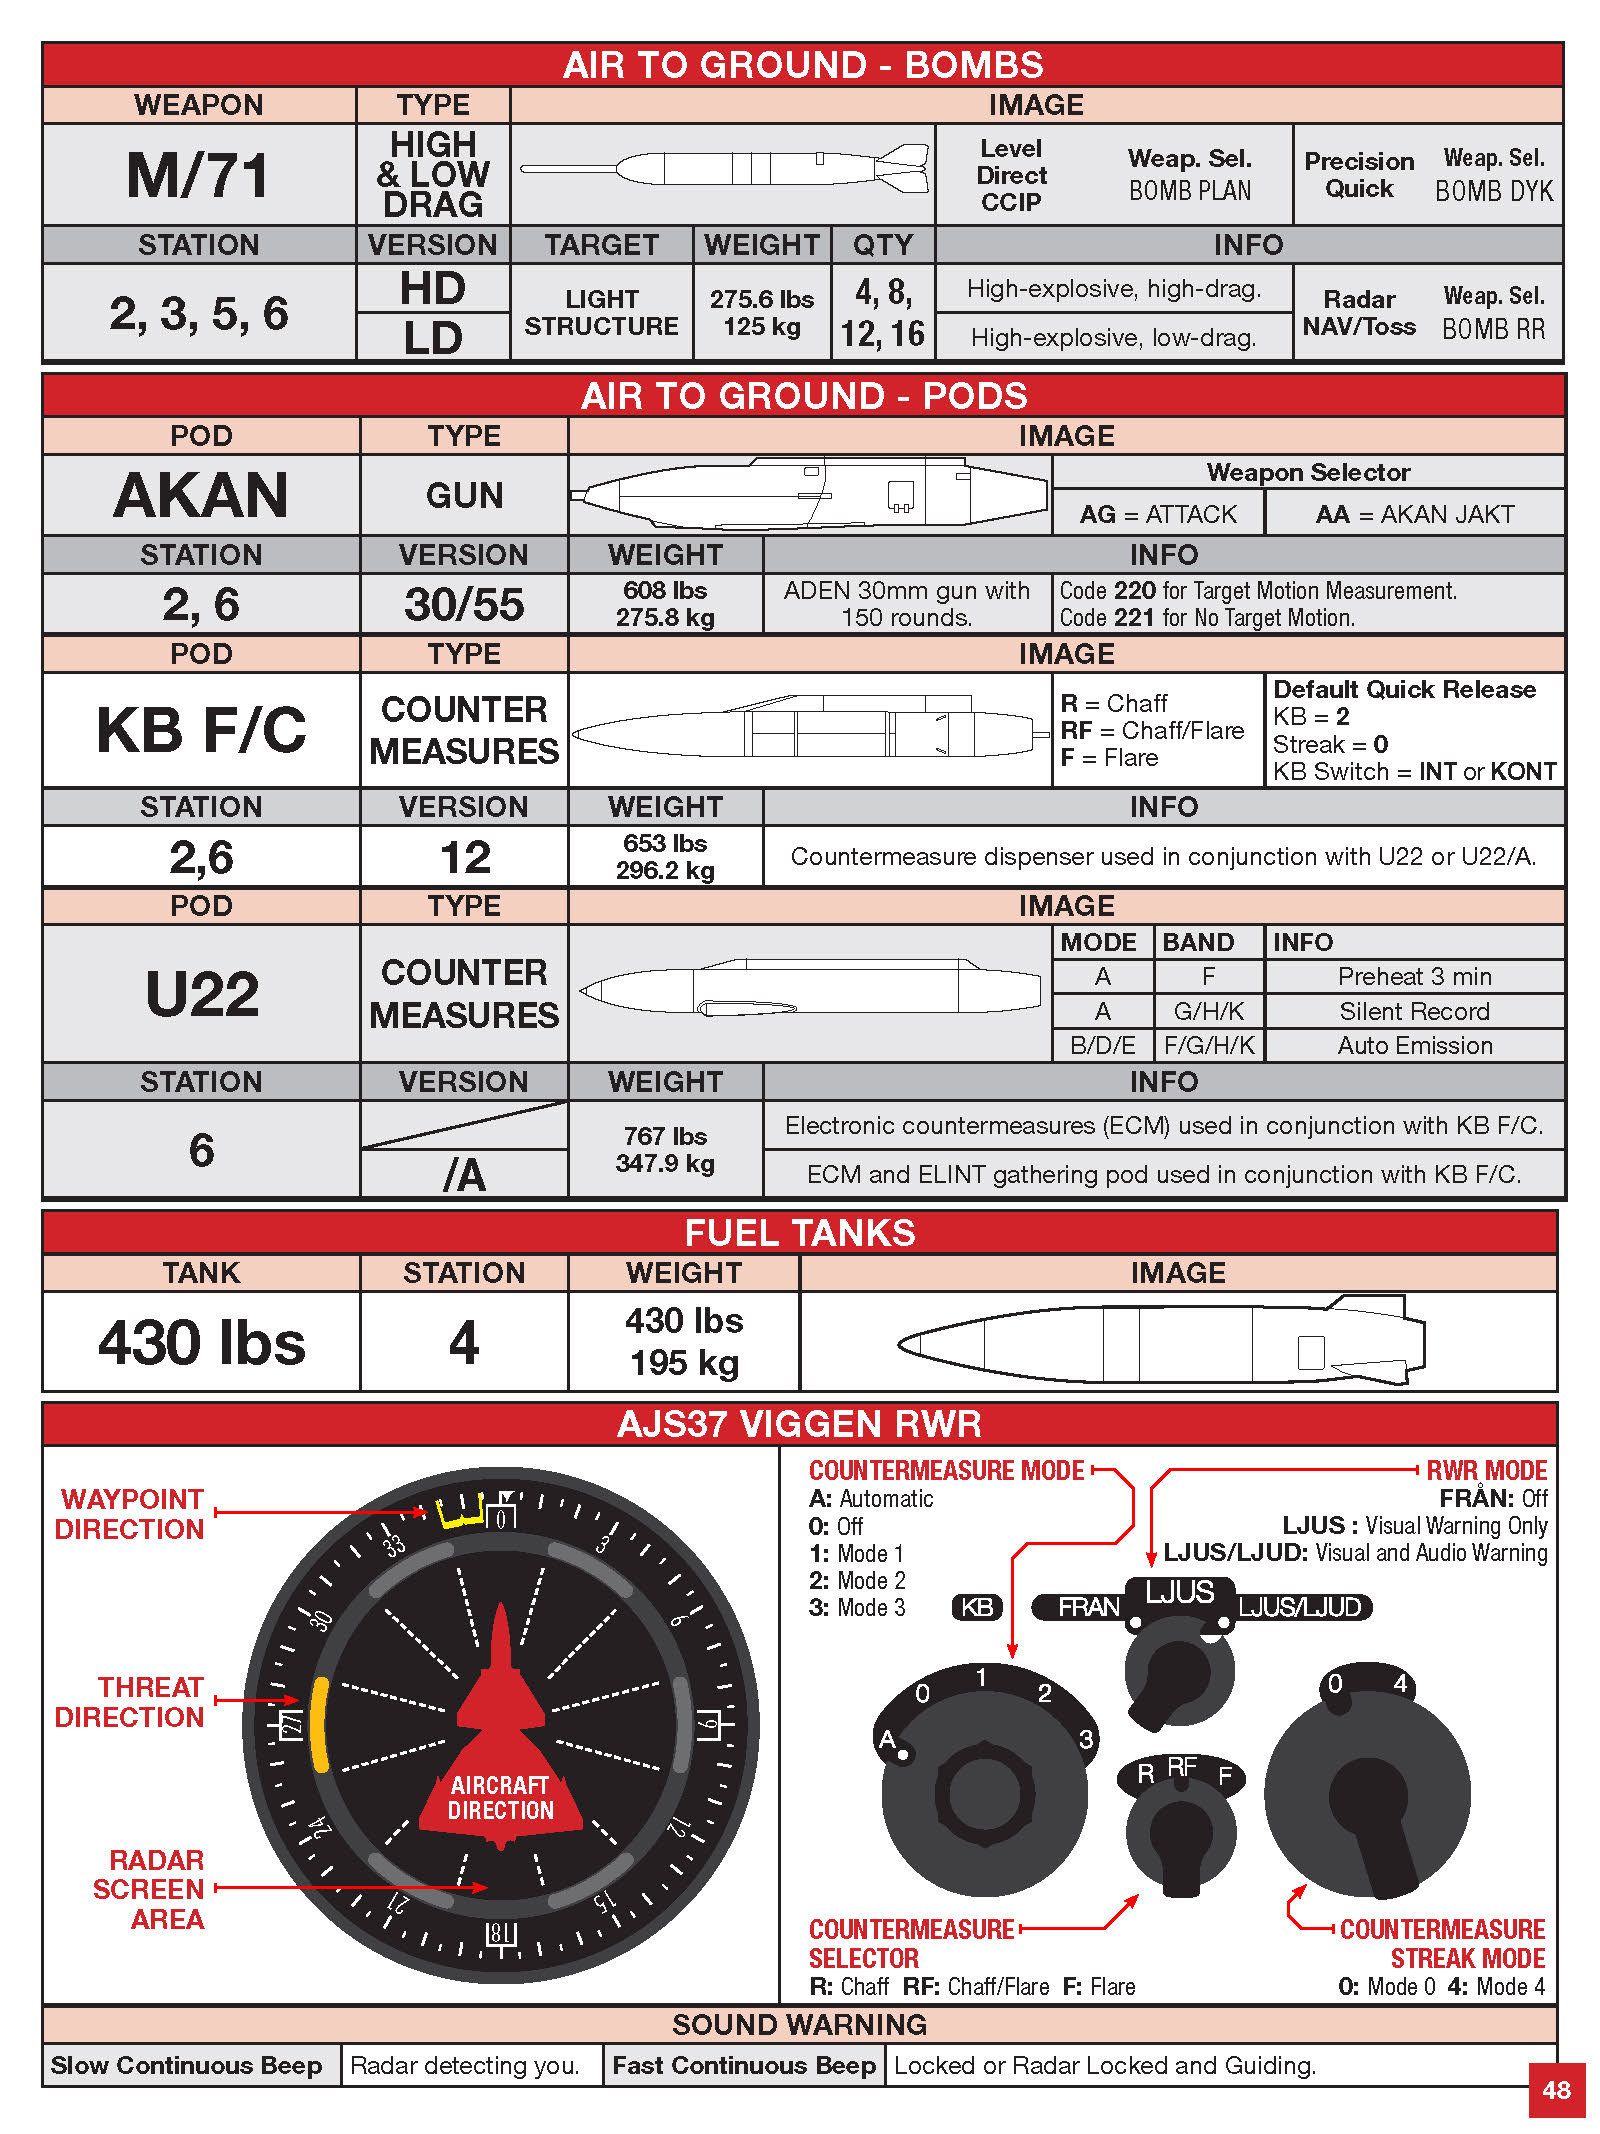 AIR TO GROUND - BOMBS
WEAPON TYPE IMAGE
M/71
HIGH
& LOW
DRAG
Level
Direct
CCIP
Weap. Sel.
BOMB PLAN
Precision
Quick
Weap. Sel.
BOMB DYK
STATION VERSION TARGET WEIGHT QTY INFO
2, 3, 5, 6
HD
LD
LIGHT
STRUCTURE
275.6 lbs
125 kg
4, 8,
12, 16
High-explosive, high-drag.
High-explosive, low-drag.
Radar
NAV/Toss
Weap. Sel.
BOMB RR
AIR TO GROUND - PODS
POD TYPE IMAGE
AKAN
GUN
Weapon Selector
AG = ATTACK
AA = AKAN JAKT
STATION VERSION WEIGHT INFO
2, 6
30/55
608 lbs
275.8 kg
ADEN 30mm gun with
150 rounds.
Code 220 for Target Motion Measurement.
Code 221 for No Target Motion.
POD TYPE IMAGE
KB F/C
COUNTER
MEASURES
R = Chaff
RF = Chaff/Flare
F = Flare
Default Quick Release
KB = 2
Streak = 0
KB Switch = INT or KONT
STATION VERSION WEIGHT INFO
2,6
12
653 lbs
296.2 kg
Countermeasure dispenser used in conjunction with U22 or U22/A.
POD TYPE IMAGE
U22
COUNTER
MEASURES
MODE BAND INFO
A F Preheat 3 min
A G/H/K Silent Record
B/D/E F/G/H/K Auto Emission
STATION VERSION WEIGHT INFO
6
/A
767 lbs
347.9 kg
Electronic countermeasures (ECM) used in conjunction with KB F/C.
ECM and ELINT gathering pod used in conjunction with KB F/C.
FUEL TANKS
TANK STATION WEIGHT IMAGE
430 lbs
4
430 lbs
195 kg
AJS37 VIGGEN RWR
WAYPOINT
DIRECTION
THREAT
DIRECTION
RADAR
SCREEN
AREA
0
3
6
9
12
15
18
21
24
27
30
33
AIRCRAFT
DIRECTION
COUNTERMEASURE MODE
A: Automatic
0: Off
1: Mode 1
2: Mode 2
3: Mode 3
RWR MODE
FRÅN: Off
LJUS : Visual Warning Only
LJUS/LJUD: Visual and Audio Warning
KB
FRAN
LJUS
LJUS/LJUD
A
0
1
2
3
R
RF
F
0
4
COUNTERMEASURE
SELECTOR
R: Chaff RF: Chaff/Flare F: Flare
COUNTERMEASURE
STREAK MODE
0: Mode 0 4: Mode 4
SOUND WARNING
Slow Continuous Beep Radar detecting you. Fast Continuous Beep Locked or Radar Locked and Guiding.
48